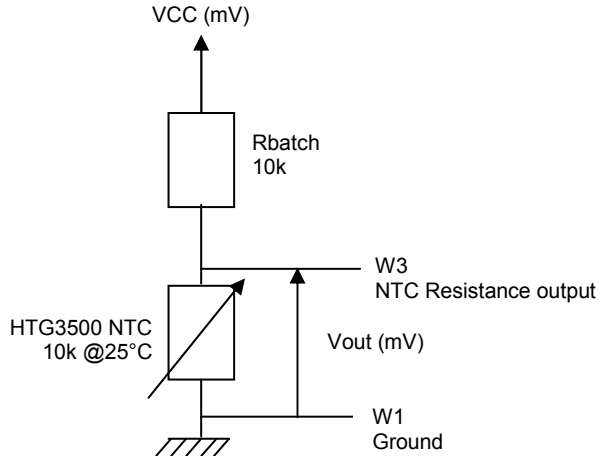 VCC (mV)
Rbatch
10k
W3
NTC Resistance output
HTG3500 NTC
10k @25°C
Vout (mV)
W1
Ground